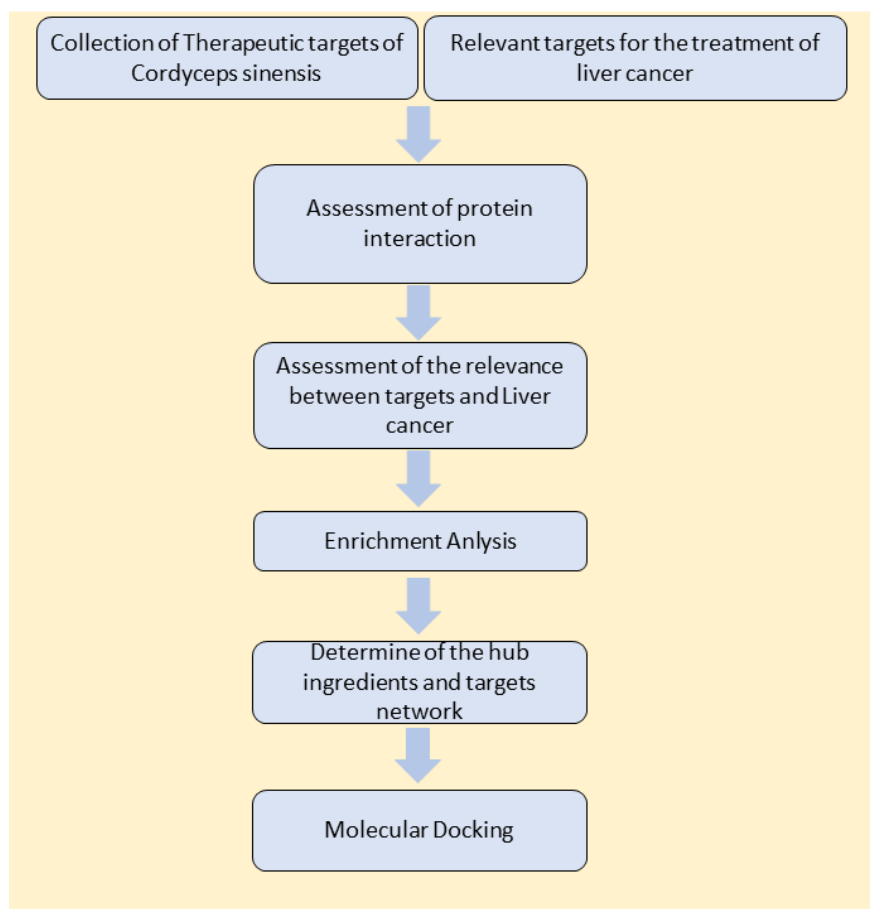 Collection of Therapeutic targets of
Cordyceps sinensis
Relevant targets for the treatment of
liver cancer
Assessment of protein
interaction
Assessment of the relevance
between targets and Liver
cancer
Enrichment Anlysis
Determine of the hub
ingredients and targets
network
Molecular Docking